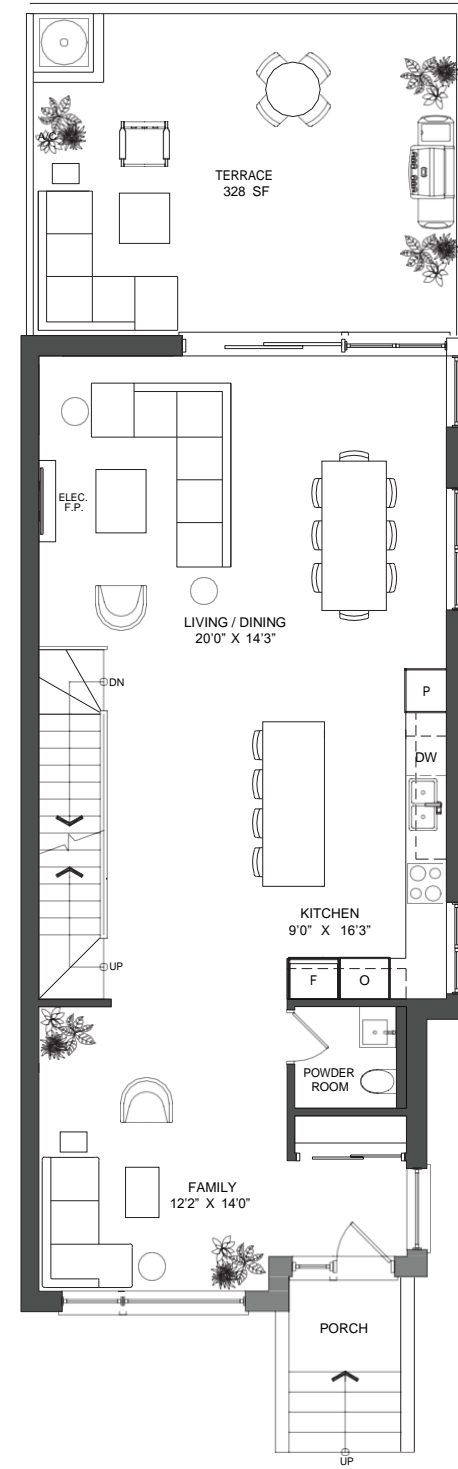 A/C
TERRACE
328 SF
ELEC.
F.P.
LIVING / DINING
20'0" X 14'3"
DN
P
DW
KITCHEN
9'0" X 16'3"
UP
F
O
POWDER
ROOM
FAMILY
12'2" X 14'0"
PORCH
UP